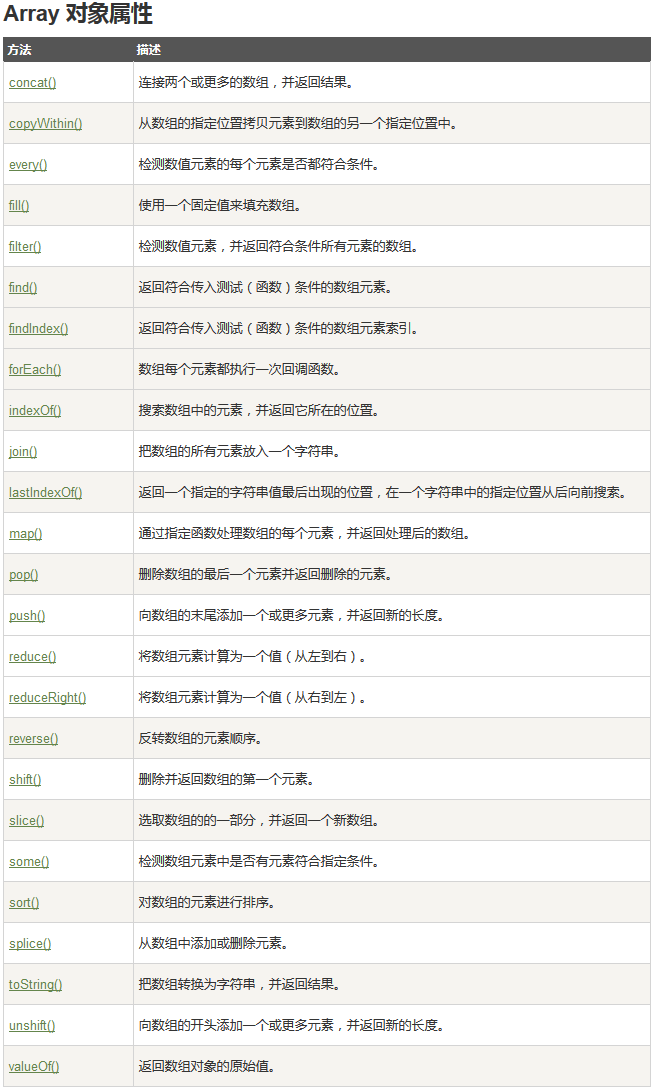 Array 对象属性
方法 描述
concat() 连接两个或更多的数组，并返回结果。
copyWithin() 从数组的指定位置拷贝元素到数组的另一个指定位置中。
every() 检测数值元素的每个元素是否都符合条件。
fill() 使用一个固定值来填充数组。
filter() 检测数值元素，并返回符合条件所有元素的数组。
find() 返回符合传入测试（函数）条件的数组元素。
findIndex() 返回符合传入测试（函数）条件的数组元素索引。
forEach() 数组每个元素都执行一次回调函数。
indexOf() 搜索数组中的元素，并返回它所在的位置。
join() 把数组的所有元素放入一个字符串。
lastIndexOf() 返回一个指定的字符串值最后出现的位置，在一个字符串中的指定位置从后向前搜索。
map() 通过指定函数处理数组的每个元素，并返回处理后的数组。
pop() 删除数组的最后一个元素并返回删除的元素。
push() 向数组的末尾添加一个或更多元素，并返回新的长度。
reduce() 将数组元素计算为一个值（从左到右）。
reduceRight() 将数组元素计算为一个值（从右到左）。
reverse() 反转数组的元素顺序。
shift() 删除并返回数组的第一个元素。
slice() 选取数组的的一部分，并返回一个新数组。
some() 检测数组元素中是否有元素符合指定条件。
sort() 对数组的元素进行排序。
splice() 从数组中添加或删除元素。
toString() 把数组转换为字符串，并返回结果。
unshift() 向数组的开头添加一个或更多元素，并返回新的长度。
valueOf() 返回数组对象的原始值。